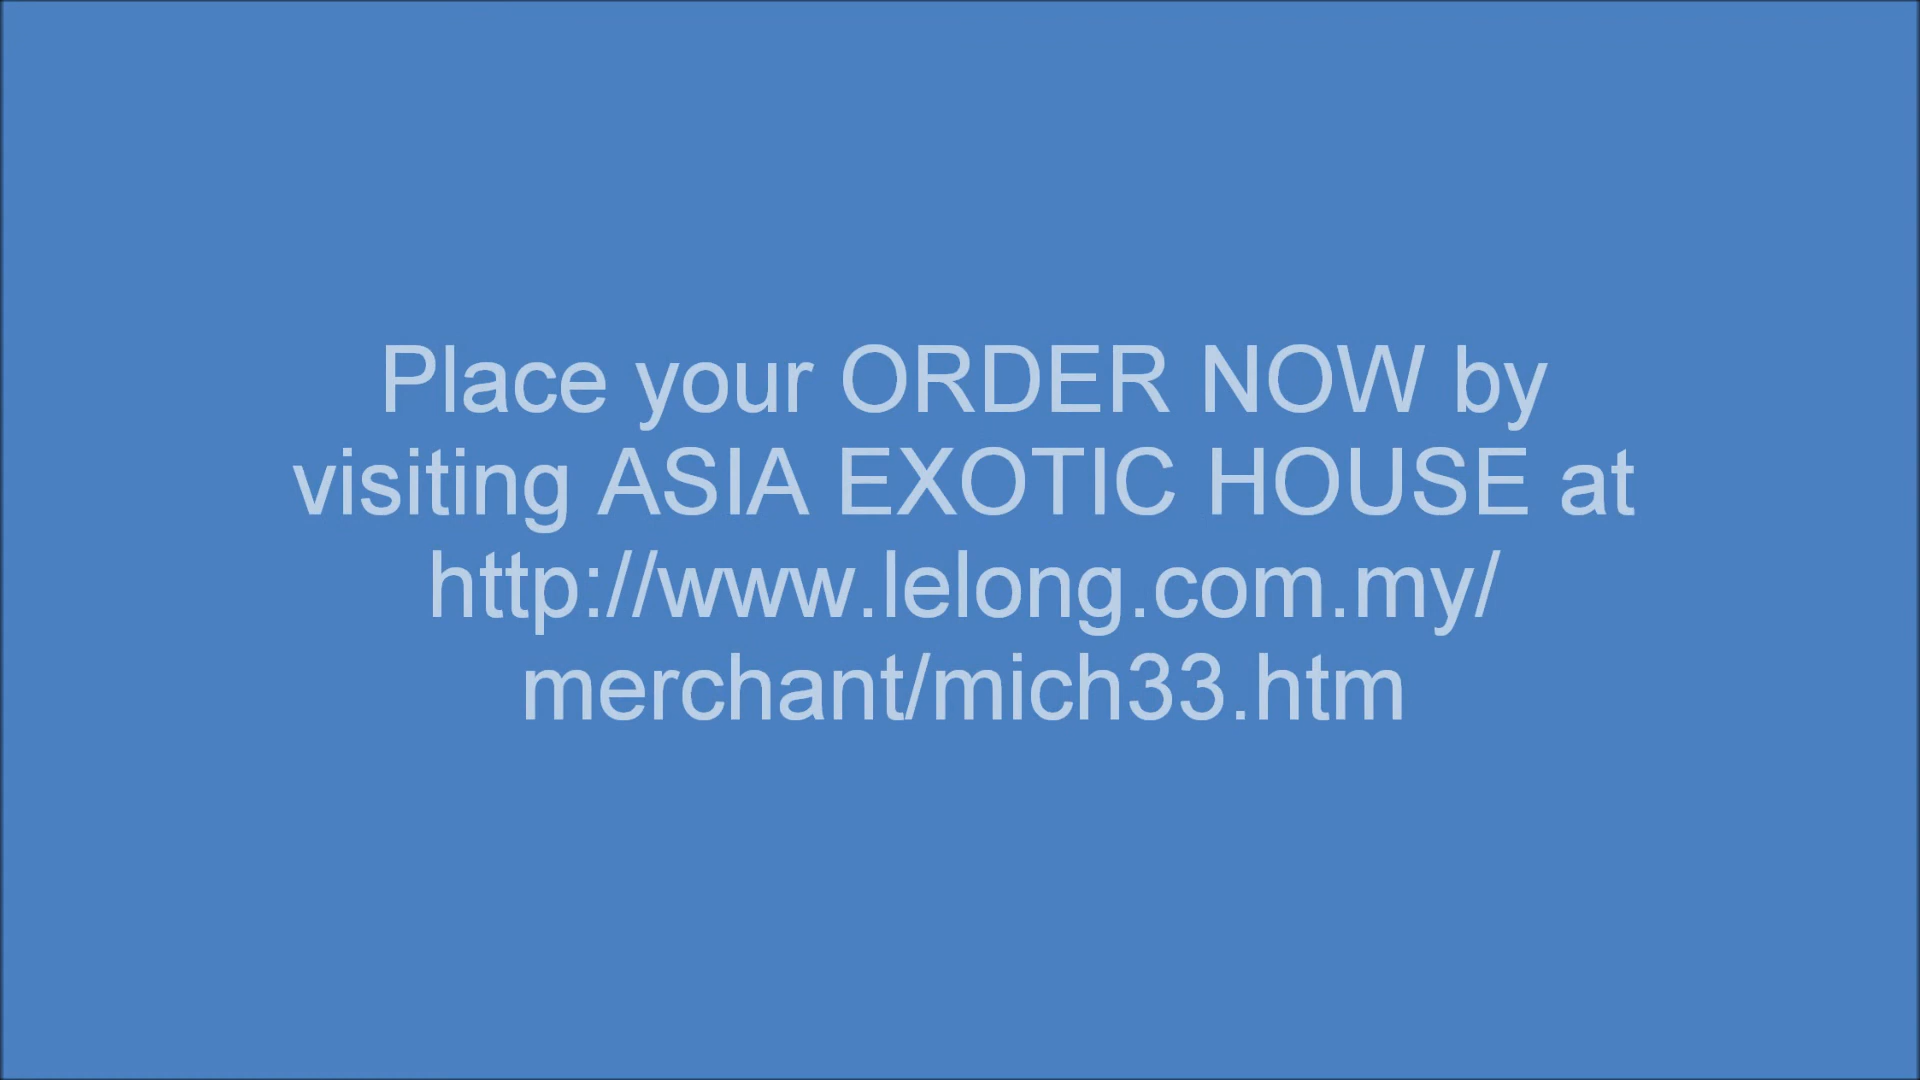 Place your ORDER NOW by
visiting ASIA EXOTIC HOUSE at
http://www.lelong.com.my/
merchant/mich33.htm